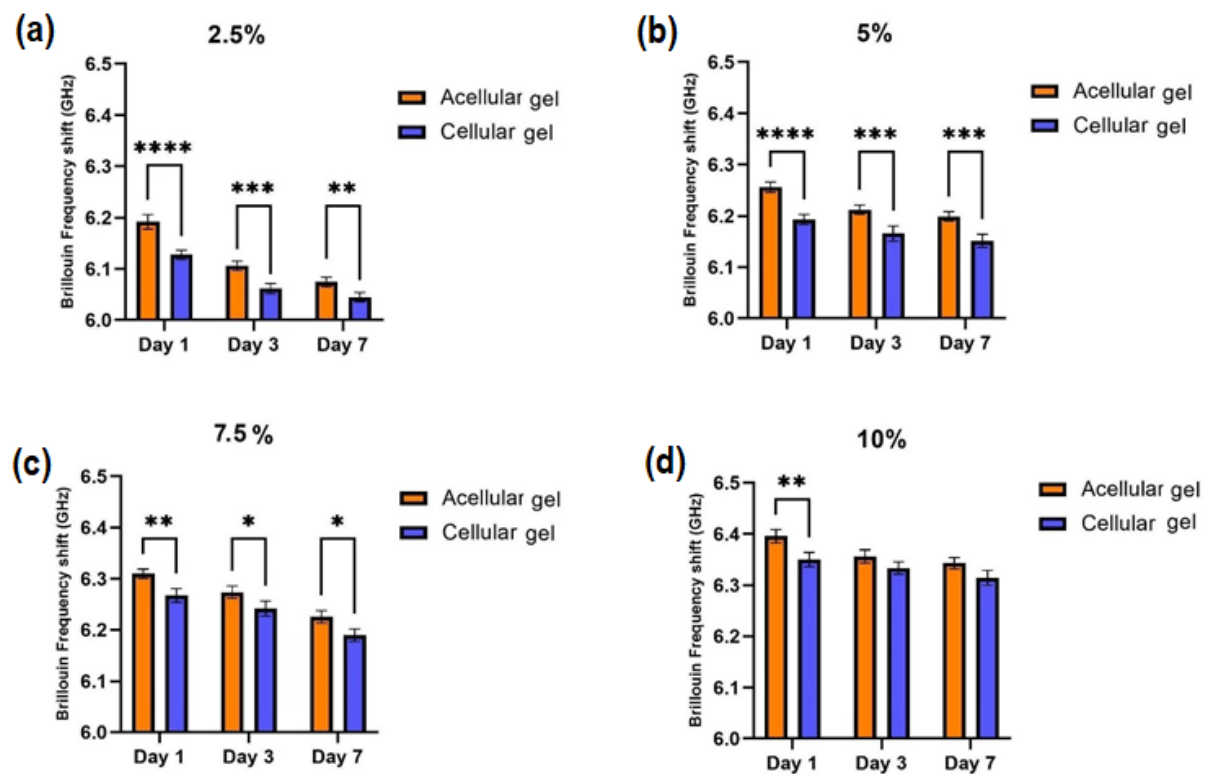 (a)
2.5%
Brillouin Frequency shift (GHz)
6.5
6.4
6.3
6.2
6.1
6.0
****
***
**
Day 1 Day 3 Day 7
Acellular gel
Cellular gel
(b)
5%
Brillouin Frequency shift (GHz)
6.5
6.4
6.3
6.2
6.1
6.0
****
***
***
Day 1 Day 3 Day 7
Acellular gel
Cellular gel
(c)
7.5 %
Brillouin Frequency shift (GHz)
6.5
6.4
6.3
6.2
6.1
6.0
**
*
*
Day 1 Day 3 Day 7
Acellular gel
Cellular gel
(d)
10%
Brillouin Frequency shift (GHz)
6.5
6.4
6.3
6.2
6.1
6.0
**
Day 1 Day 3 Day 7
Acellular gel
Cellular gel